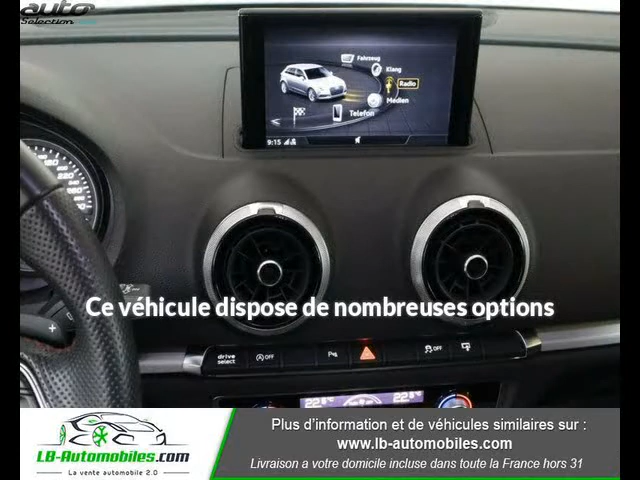 auto
Selection.com
Fahrzeug
Klang
Radio
Medien
Telefon
9:15
Ce véhicule dispose de nombreuses options
drive
select
OFF
OFF
LB-Automobiles.com
La vente automobile 2.0
Plus d'information et de véhicules similaires sur :
www.lb-automobiles.com
Livraison a votre domicile incluse dans toute la France hors 31